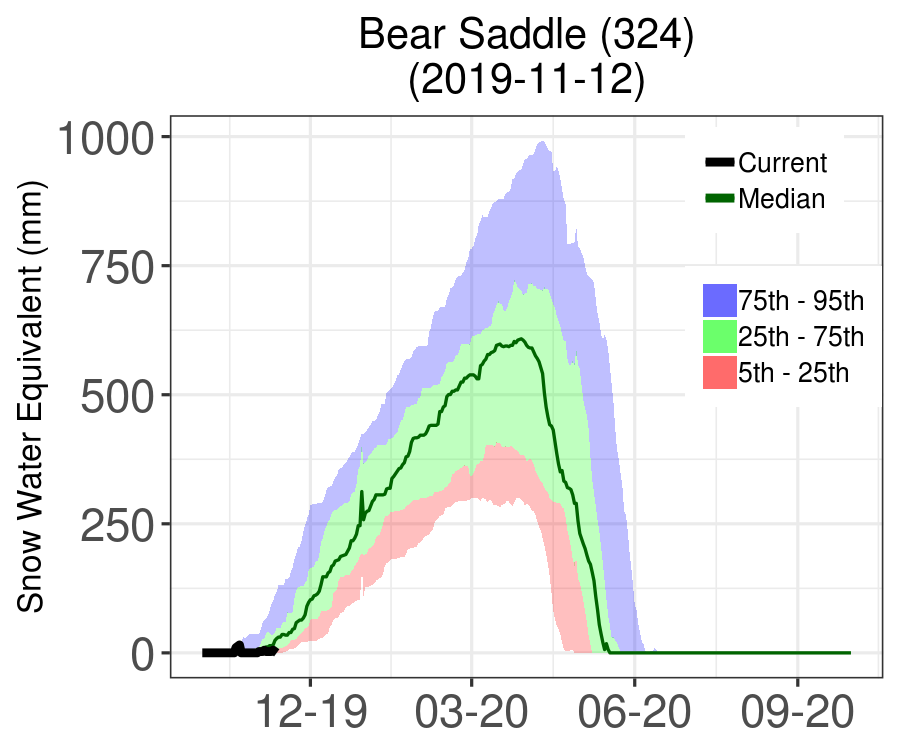 Bear Saddle (324)
(2019-11-12)
Snow Water Equivalent (mm)
1000
750
500
250
0
Current
Median
75th - 95th
25th - 75th
5th - 25th
12-19 03-20 06-20 09-20